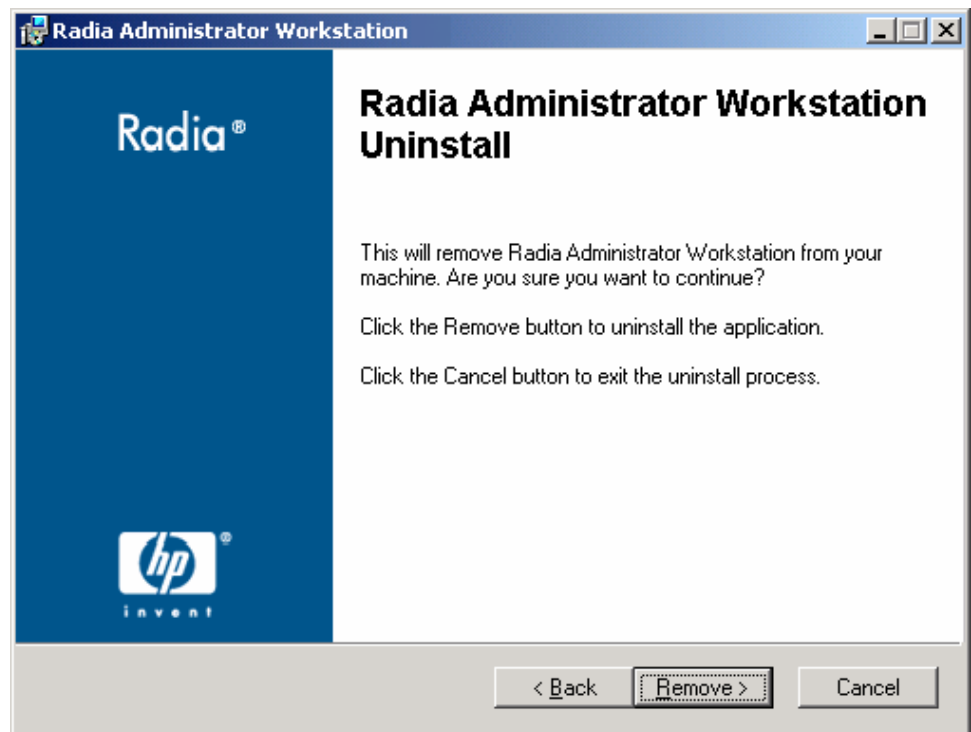 Radia Administrator Workstation
Radia®
Radia Administrator Workstation
Uninstall
This will remove Radia Administrator Workstation from your
machine. Are you sure you want to continue?
Click the Remove button to uninstall the application.
Click the Cancel button to exit the uninstall process.
hp®
invent
< Back
Remove >
Cancel